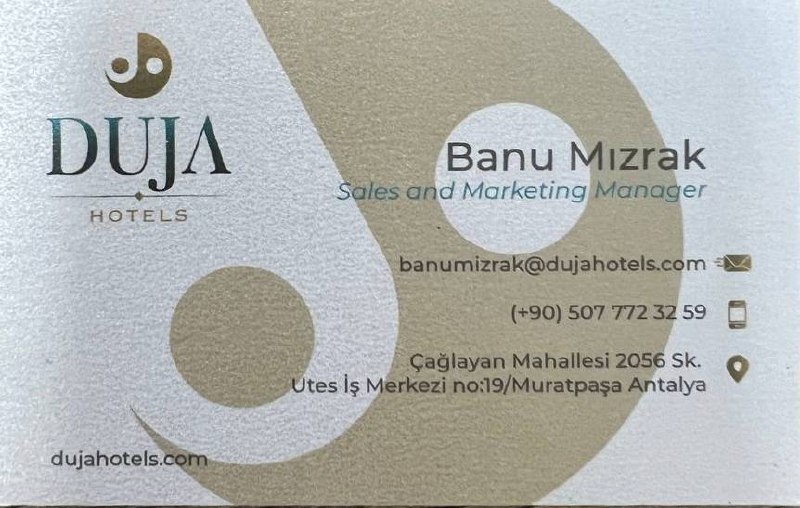 DUJA
HOTELS
Banu Mızrak
Sales and Marketing Manager
banumizrak@dujahotels.com
(+90) 507 772 32 59
Çağlayan Mahallesi 2056 Sk.
Utes İş Merkezi no:19/Muratpaşa Antalya
dujahotels.com